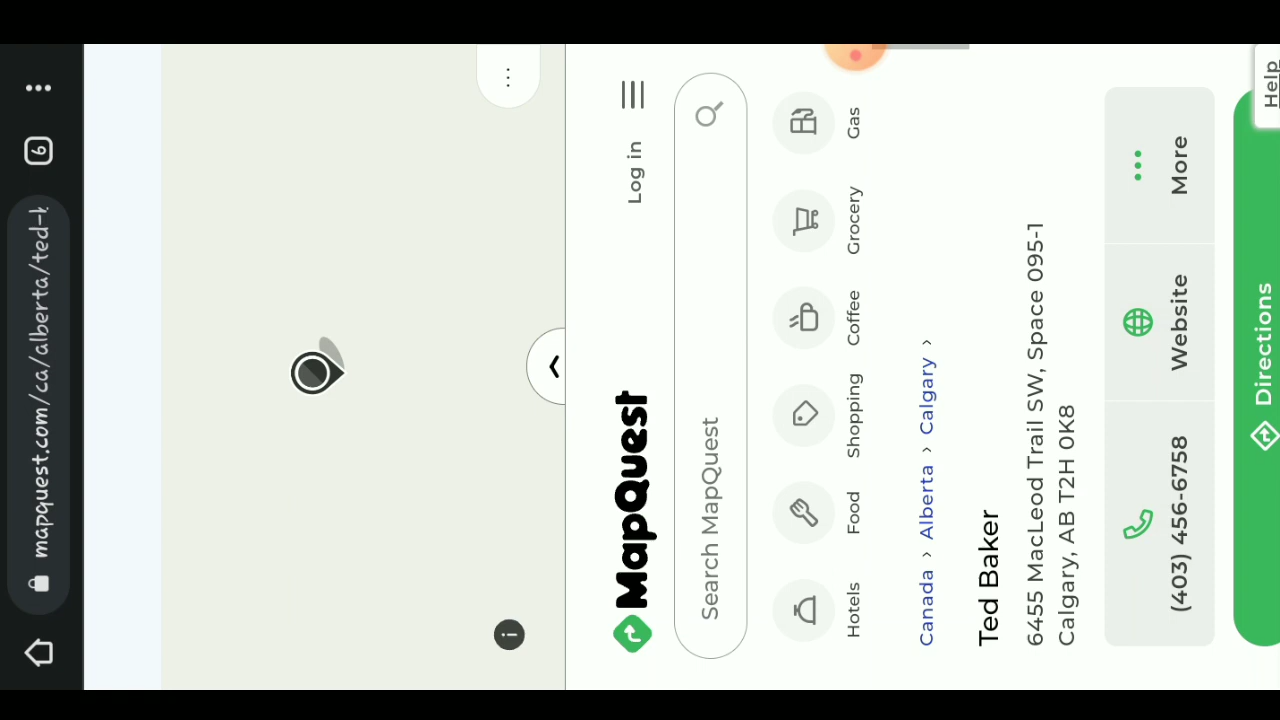 6
mapquest.com/ca/alberta/ted-
MapQuest
Log in
Search MapQuest
Hotels
Food
Shopping
Coffee
Grocery
Gas
Canada › Alberta › Calgary ›
Ted Baker
6455 MacLeod Trail SW, Space 095-1
Calgary, AB T2H 0K8
(403) 456-6758
Website
More
Directions
Help